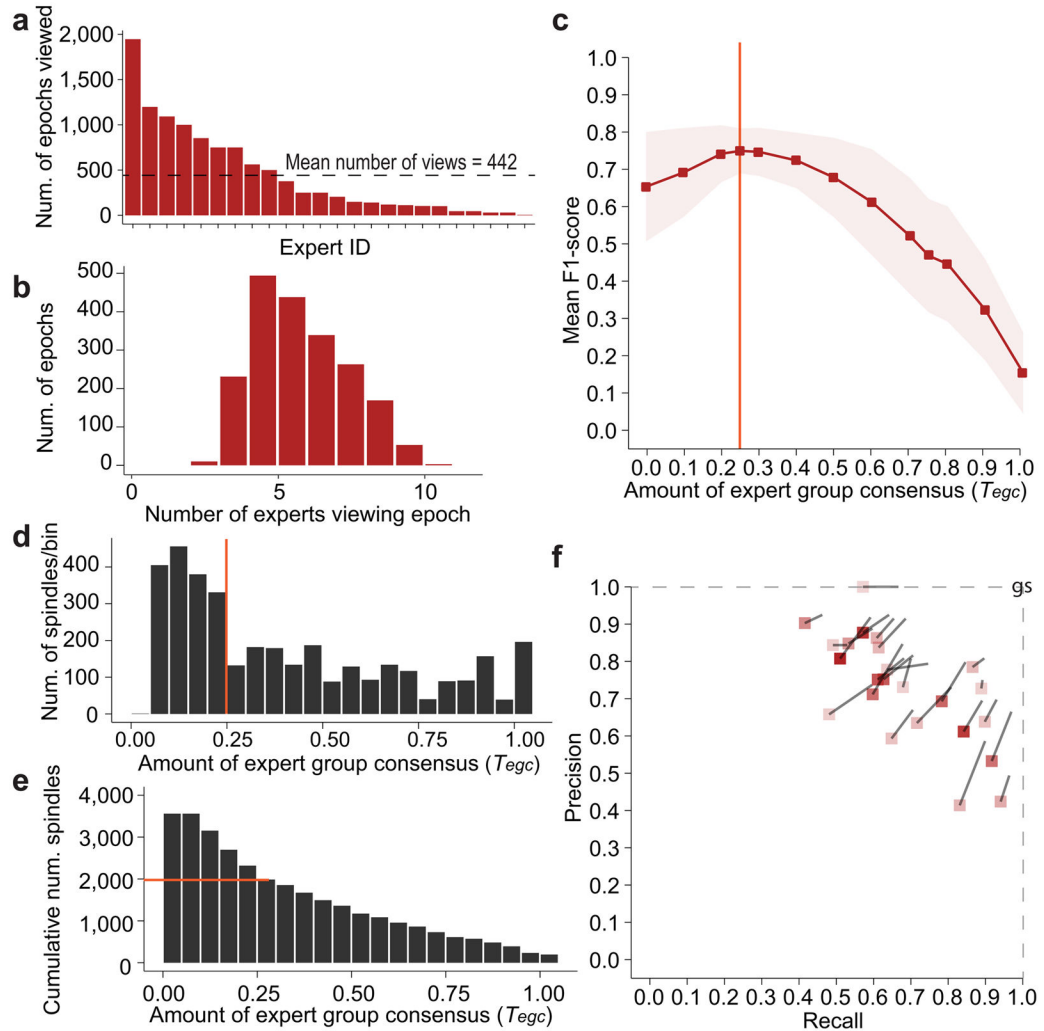 a
Num. of epochs viewed
2,000
1,500
1,000
500
0
Mean number of views = 442
Expert ID
b
Num. of epochs
500
400
300
200
100
0
0 5 10
Number of experts viewing epoch
c
Mean F1-score
1.0
0.9
0.8
0.7
0.6
0.5
0.4
0.3
0.2
0.1
0.0
0.0 0.1 0.2 0.3 0.4 0.5 0.6 0.7 0.8 0.9 1.0
Amount of expert group consensus (Tegc)
d
Num. of spindles/bin
400
300
200
100
0
0.00 0.25 0.50 0.75 1.00
Amount of expert group consensus (Tegc)
e
Cumulative num. spindles
4,000
3,000
2,000
1,000
0
0.00 0.25 0.50 0.75 1.00
Amount of expert group consensus (Tegc)
f
Precision
1.0
0.9
0.8
0.7
0.6
0.5
0.4
0.3
0.2
0.1
0.0
gs
0.0 0.1 0.2 0.3 0.4 0.5 0.6 0.7 0.8 0.9 1.0
Recall